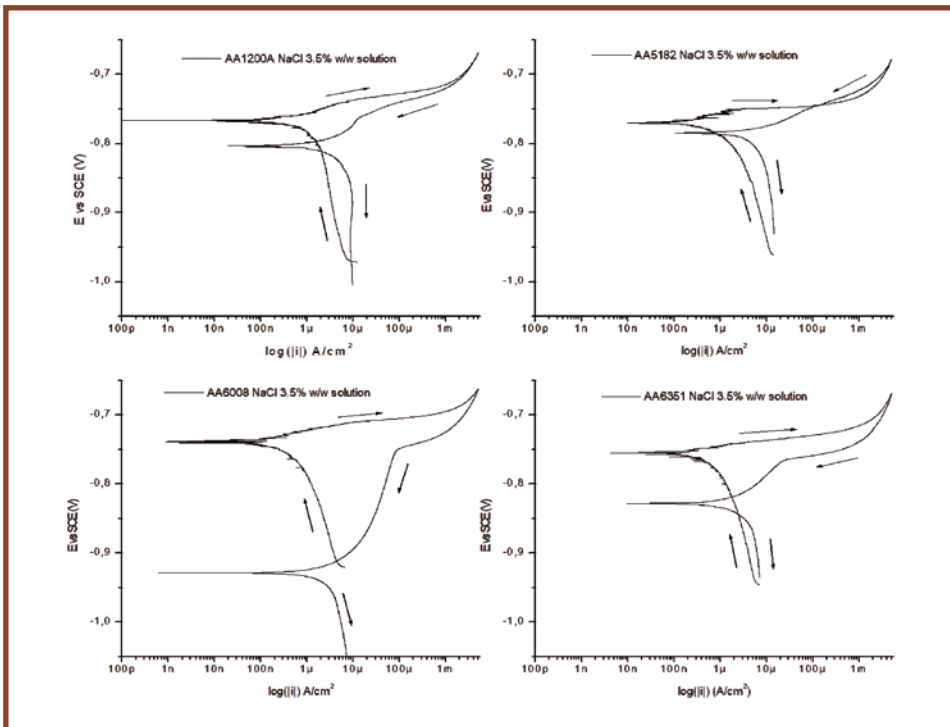 AA1200A NaCl 3.5% w/w solution
-0,7
-0,8
-0,9
-1,0
E vs SCE (V)
100p 1n 10n 100n 1µ 10µ 100µ 1m
log(|i|) A/cm²
AA5182 NaCl 3.5% w/w solution
-0,7
-0,8
-0,9
-1,0
EvsSCE(V)
100p 1n 10n 100n 1µ 10µ 100µ 1m
log(|i|) A/cm²
AA6008 NaCl 3.5% w/w solution
-0,7
-0,8
-0,9
-1,0
EvsSCE(V)
100p 1n 10n 100n 1µ 10µ 100µ 1m
log(|i|) A/cm²
AA6351 NaCl 3.5% w/w solution
-0,7
-0,8
-0,9
-1,0
EvsSCE(V)
100p 1n 10n 100n 1µ 10µ 100µ 1m
log(|i|) (A/cm²)